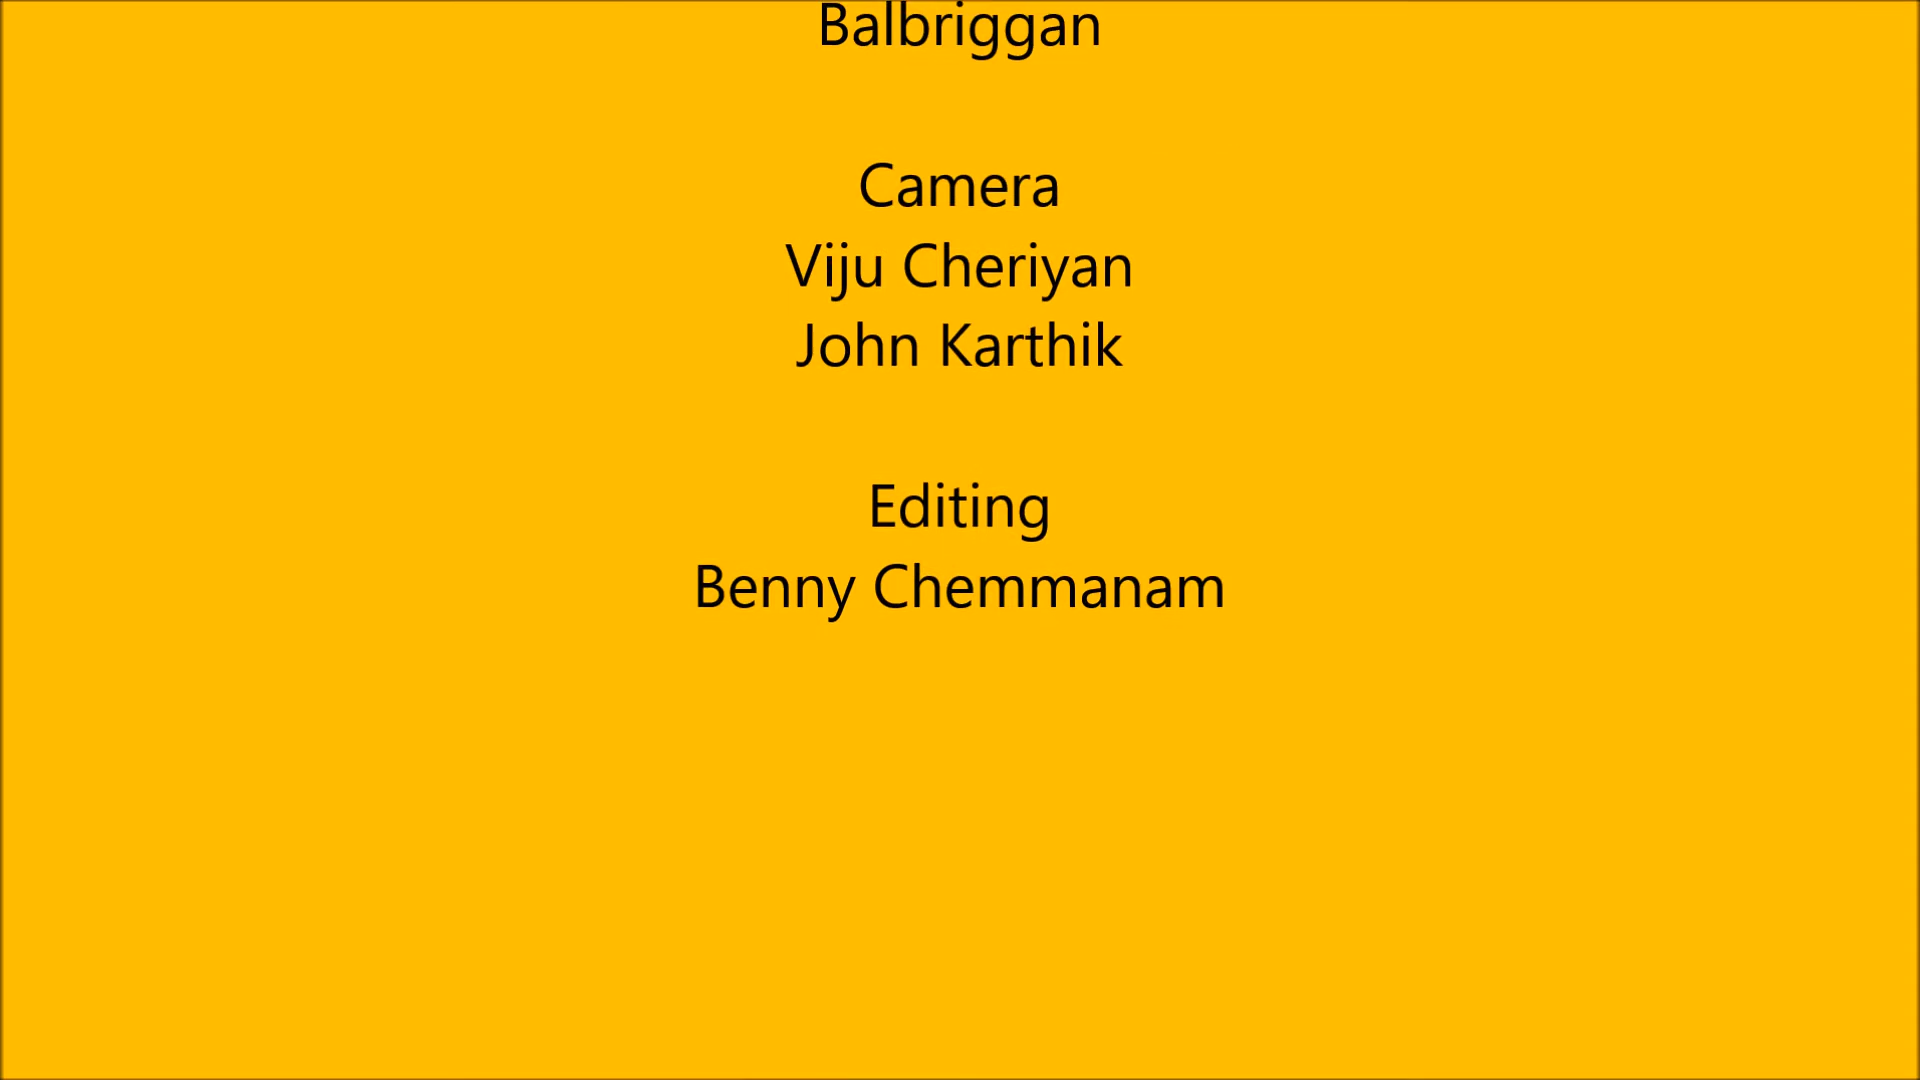 Balbriggan
Camera
Viju Cheriyan
John Karthik
Editing
Benny Chemmanam